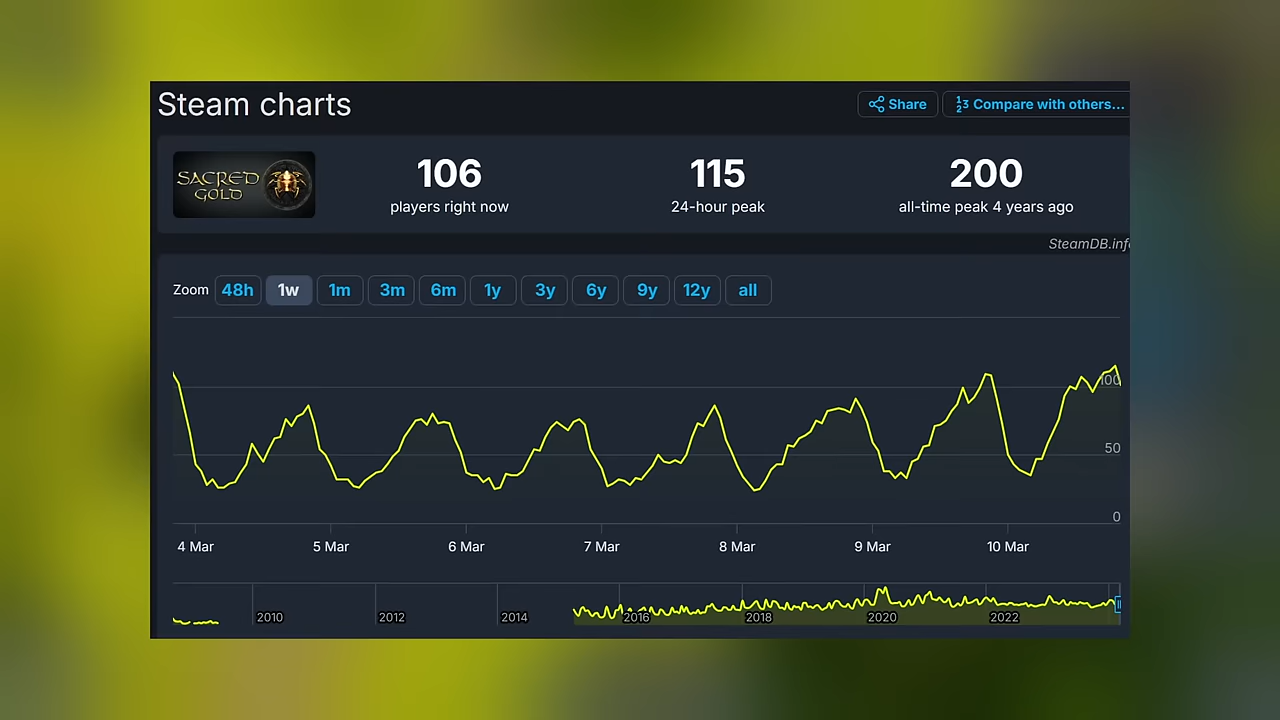 Steam charts
Share
Compare with others...
SACRED
GOLD
106
players right now
115
24-hour peak
200
all-time peak 4 years ago
SteamDB.info
Zoom 48h 1w 1m 3m 6m 1y 3y 6y 9y 12y all
100
50
0
4 Mar 5 Mar 6 Mar 7 Mar 8 Mar 9 Mar 10 Mar
2010 2012 2014 2016 2018 2020 2022